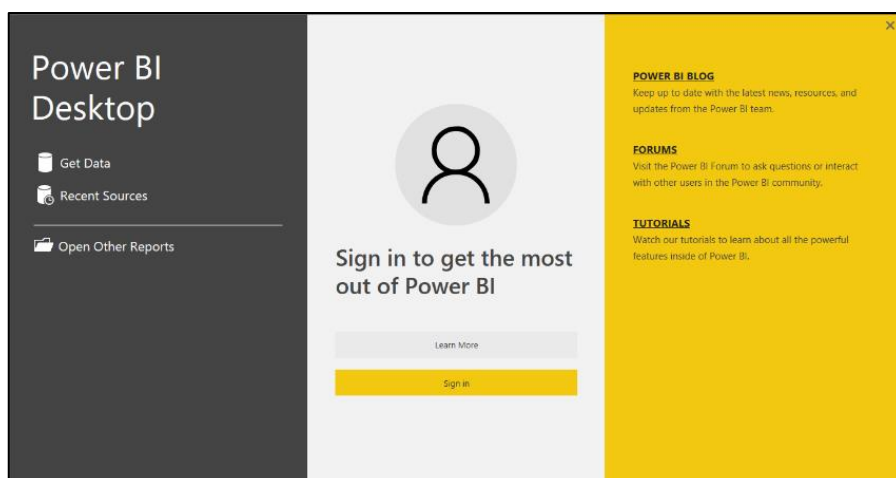 Power BI
Desktop
Get Data
Recent Sources
Open Other Reports
Sign in to get the most
out of Power BI
Learn More
Sign in
POWER BI BLOG
Keep up to date with the latest news, resources, and
updates from the Power BI team.
FORUMS
Visit the Power BI Forum to ask questions or interact
with other users in the Power BI community.
TUTORIALS
Watch our tutorials to learn about all the powerful
features inside of Power BI.